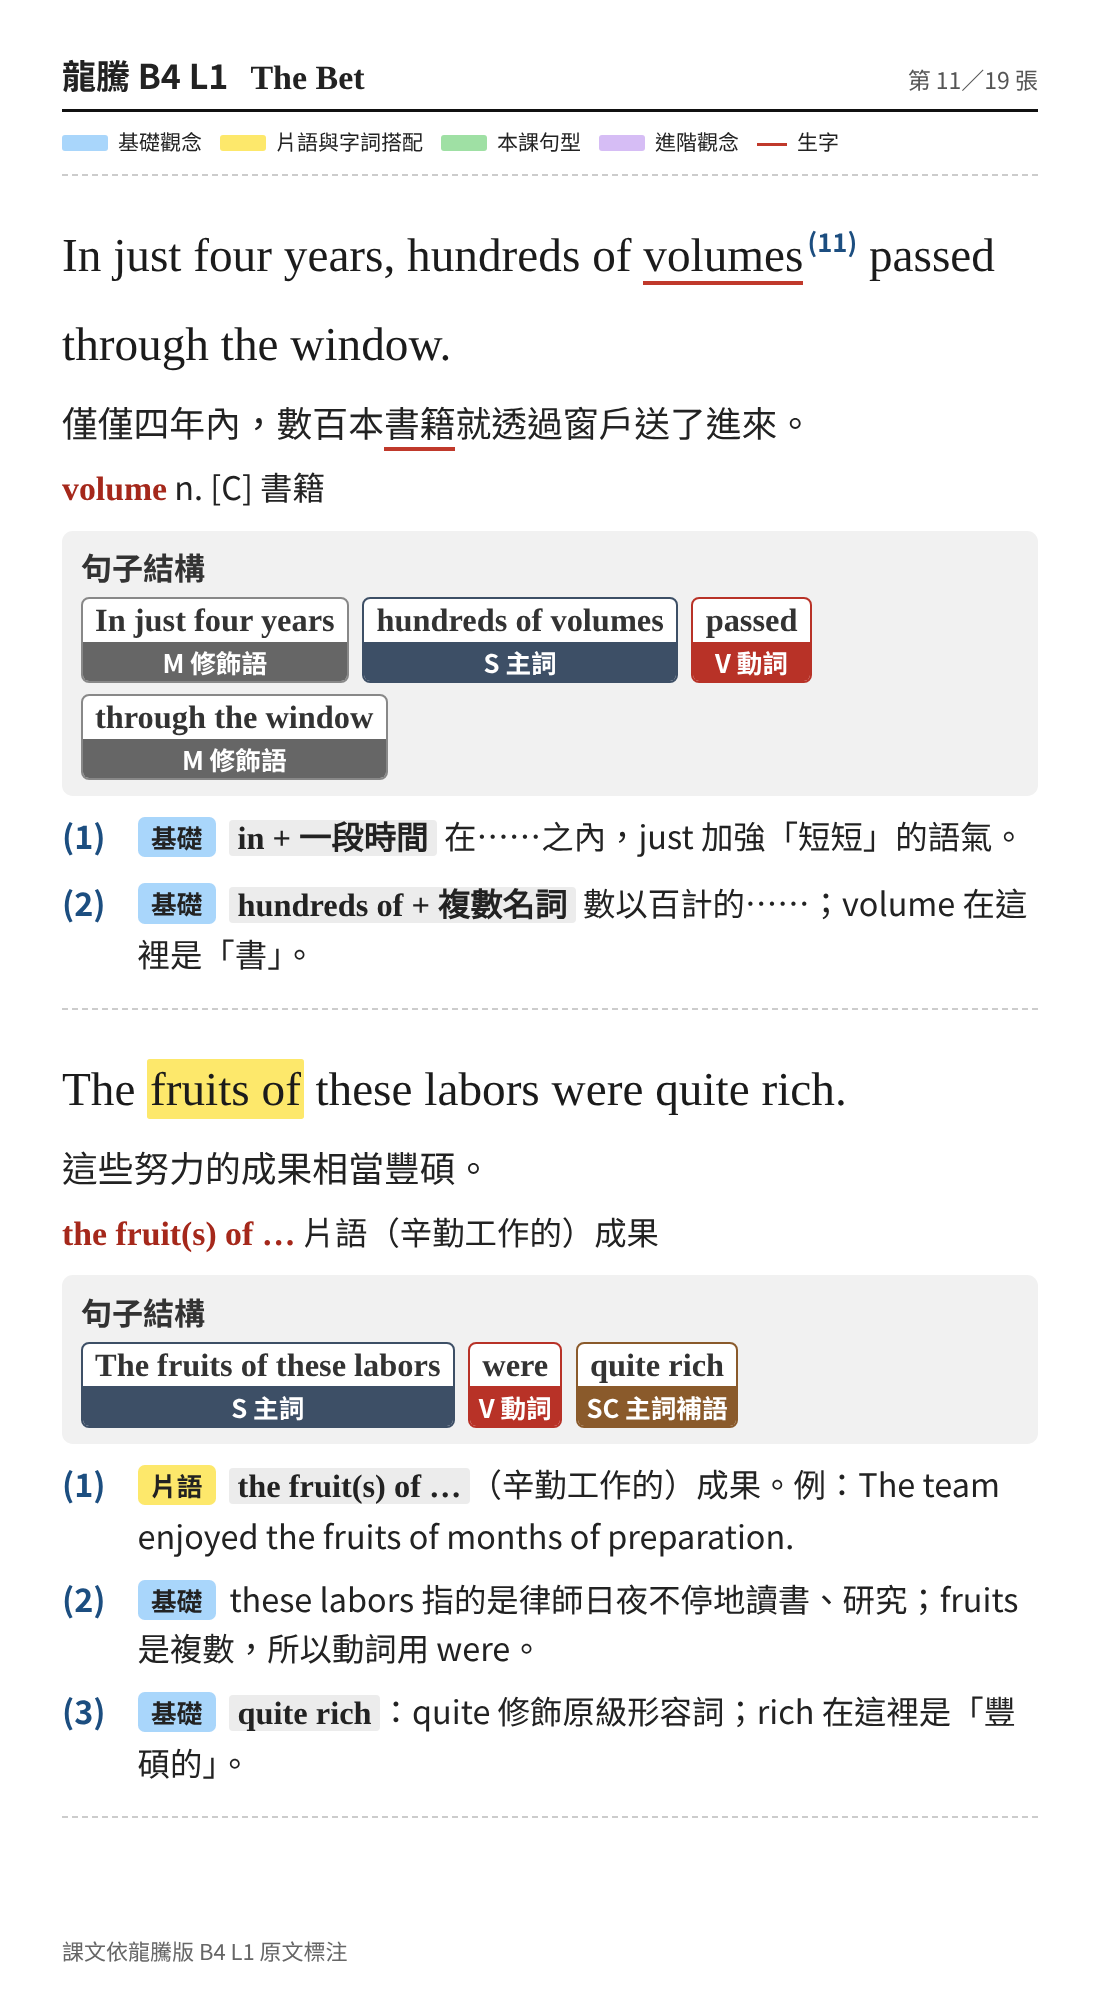 龍騰 B4 L1 The Bet
第 11／19 張
基礎觀念 片語與字詞搭配 本課句型 進階觀念 生字
In just four years, hundreds of volumes(11) passed
through the window.
僅僅四年內，數百本書籍就透過窗戶送了進來。
volume n. [C] 書籍
句子結構
In just four years hundreds of volumes passed
M 修飾語 S 主詞 V 動詞
through the window
M 修飾語
(1) 基礎 in + 一段時間 在⋯⋯之內，just 加強「短短」的語氣。
(2) 基礎 hundreds of + 複數名詞 數以百計的⋯⋯；volume 在這
裡是「書」。
The fruits of these labors were quite rich.
這些努力的成果相當豐碩。
the fruit(s) of … 片語（辛勤工作的）成果
句子結構
The fruits of these labors were quite rich
S 主詞 V 動詞 SC 主詞補語
(1) 片語 the fruit(s) of …（辛勤工作的）成果。例：The team
enjoyed the fruits of months of preparation.
(2) 基礎 these labors 指的是律師日夜不停地讀書、研究；fruits
是複數，所以動詞用 were。
(3) 基礎 quite rich：quite 修飾原級形容詞；rich 在這裡是「豐
碩的」。
課文依龍騰版 B4 L1 原文標注